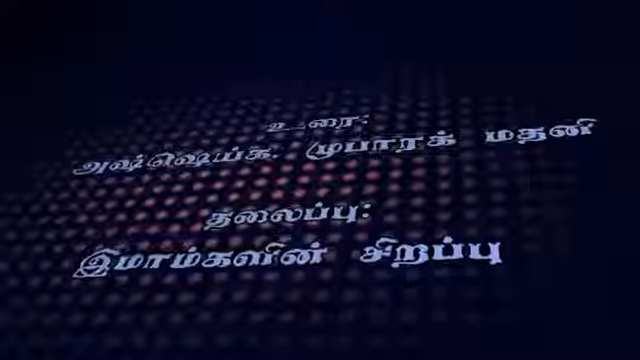 உரை:
அஷ்ஷெய்க். முபாரக் மதனி
தலைப்பு:
இமாம்களின் சிறப்பு